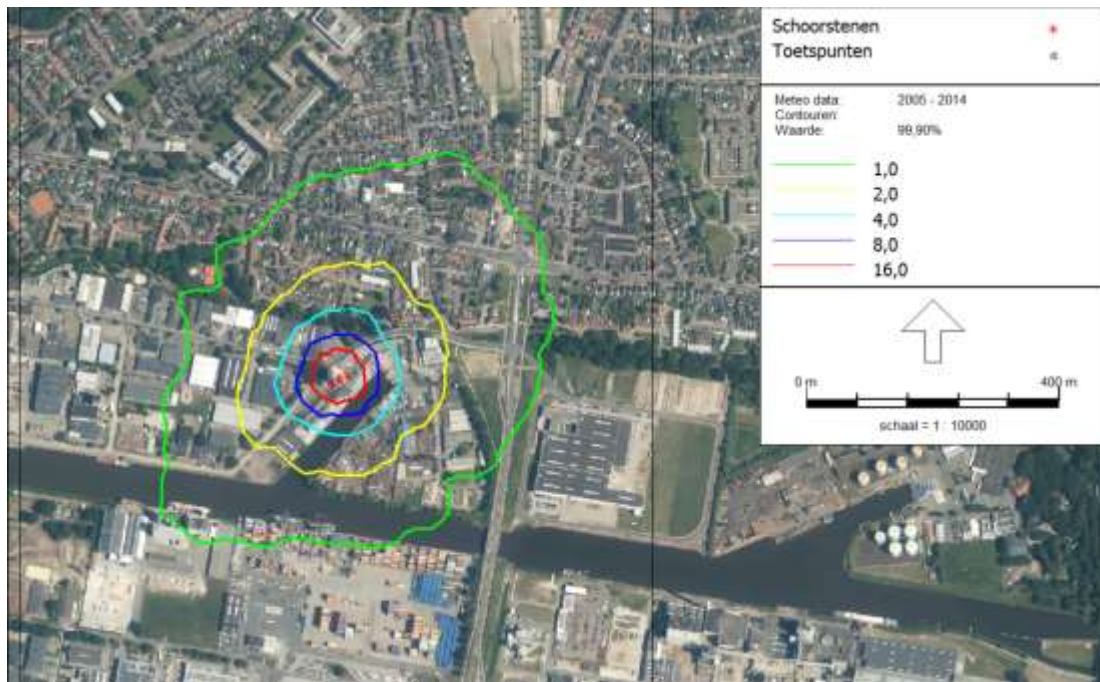 Schoorstenen
Toetspunten
Meteo data: 2005 - 2014
Contouren:
Waarde: 99,90%
1,0
2,0
4,0
8,0
16,0
0 m 400 m
schaal = 1 : 10000